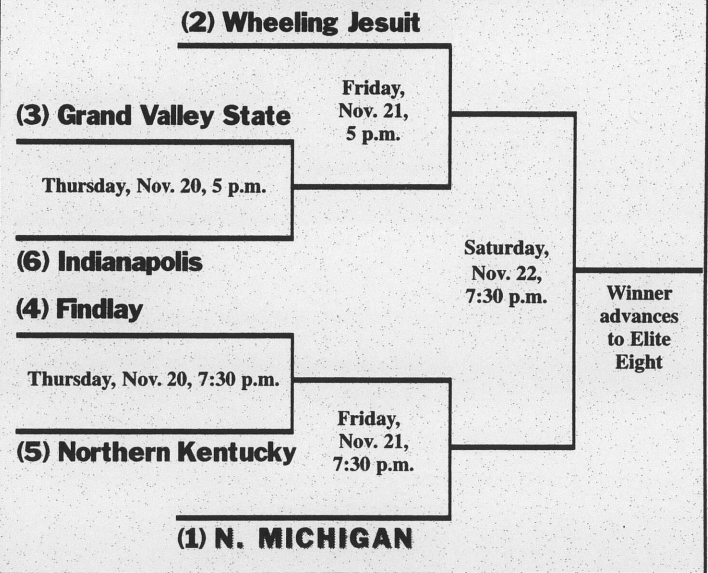 (2) Wheeling Jesuit
Friday,
Nov. 21,
5 p.m.
(3) Grand Valley State
Thursday, Nov. 20, 5 p.m.
(6) Indianapolis
Saturday,
Nov. 22,
7:30 p.m.
Winner
advances
to Elite
Eight
(4) Findlay
Thursday, Nov. 20, 7:30 p.m.
(5) Northern Kentucky
Friday,
Nov. 21,
7:30 p.m.
(1) N. MICHIGAN